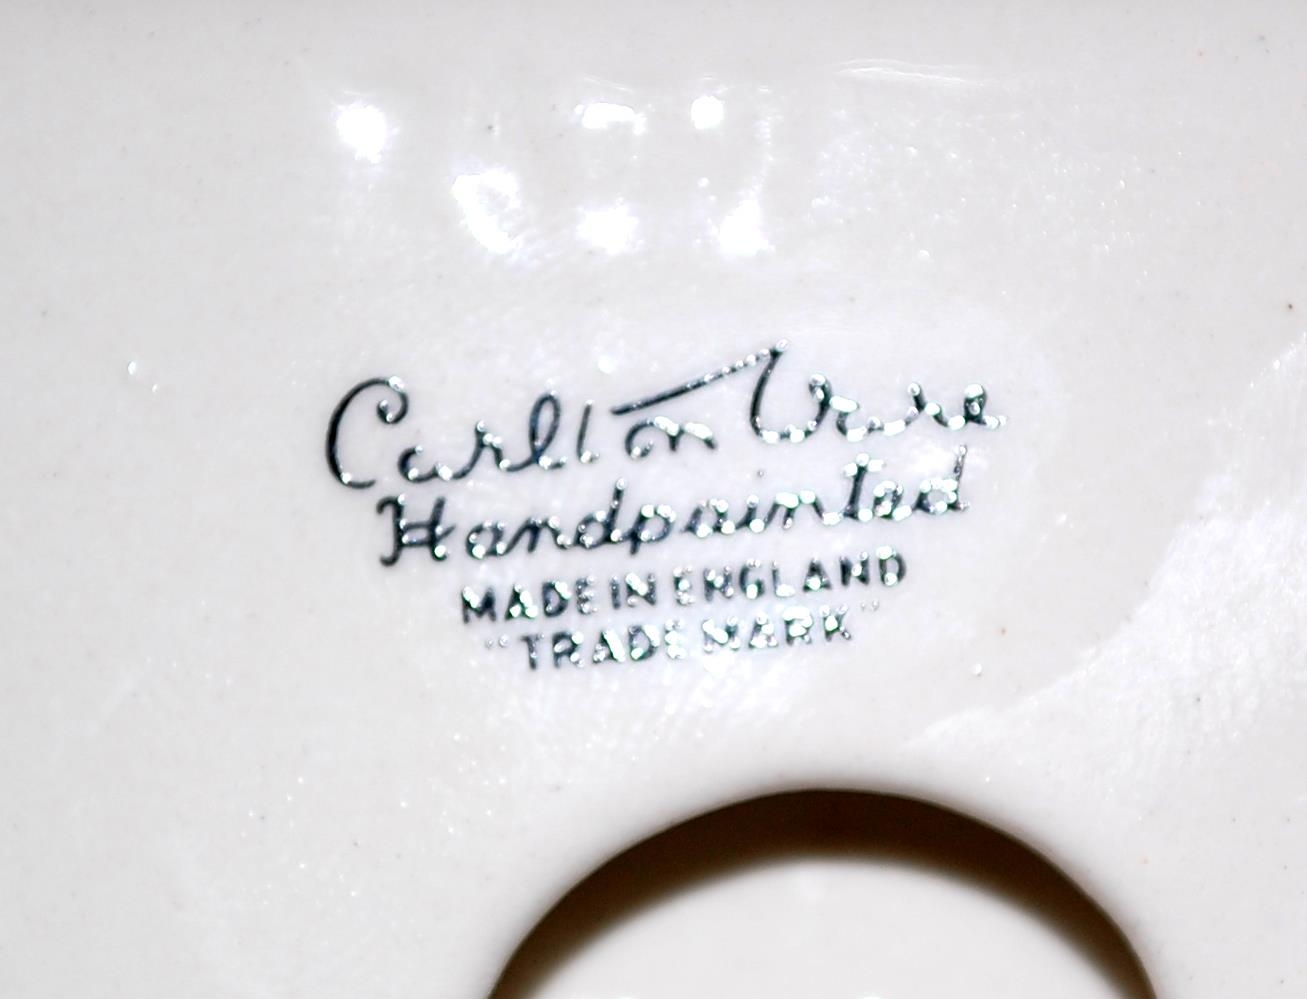 Carlton Ware
Handpainted
MADE IN ENGLAND
"TRADE MARK"